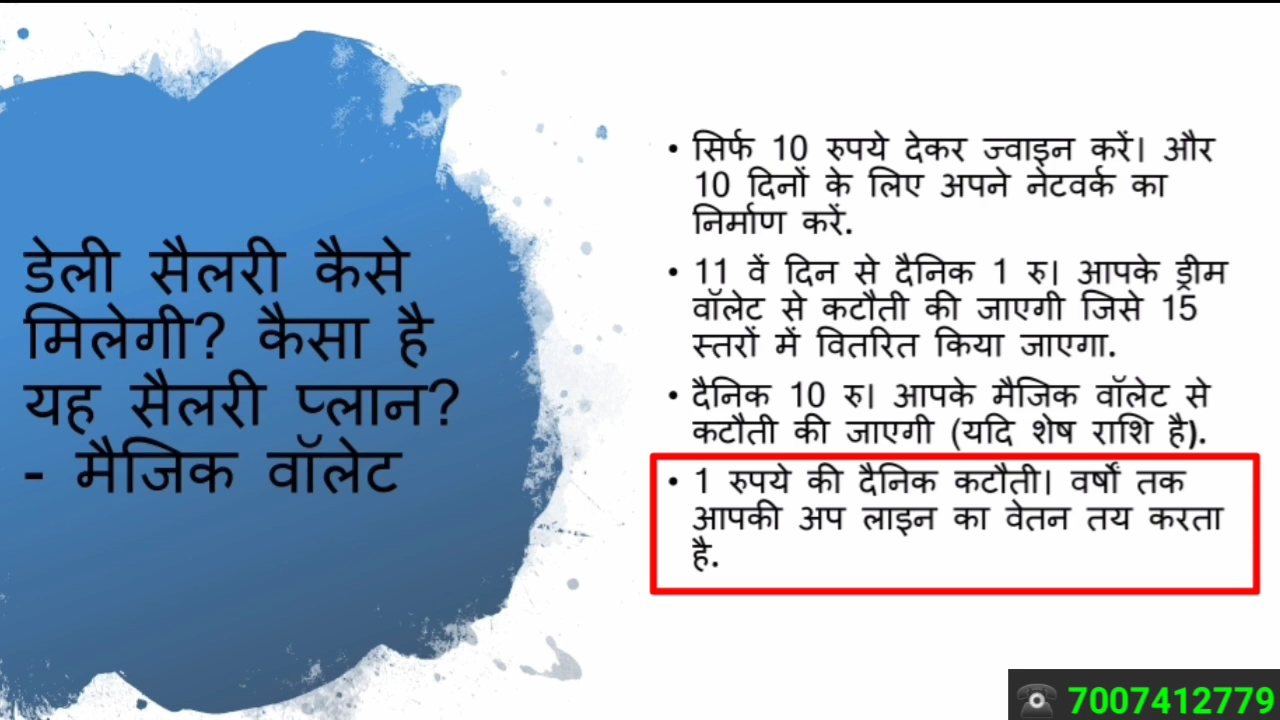 डेली सैलरी कैसे
मिलेगी? कैसा है
यह सैलरी प्लान?
- मैजिक वॉलेट
• सिर्फ 10 रुपये देकर ज्वाइन करें। और
10 दिनों के लिए अपने नेटवर्क का
निर्माण करें.
• 11 वें दिन से दैनिक 1 रु। आपके ड्रीम
वॉलेट से कटौती की जाएगी जिसे 15
स्तरों में वितरित किया जाएगा.
• दैनिक 10 रु। आपके मैजिक वॉलेट से
कटौती की जाएगी (यदि शेष राशि है).
• 1 रुपये की दैनिक कटौती। वर्षों तक
आपकी अप लाइन का वेतन तय करता
है.
7007412779